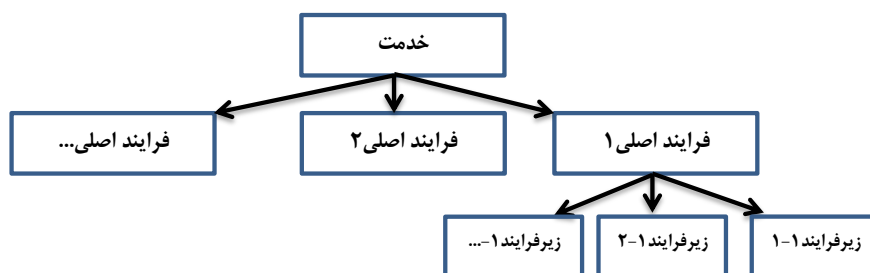 خدمت
فرایند اصلی۱
فرایند اصلی۲
فرایند اصلی...
زیرفرایند۱-۱
زیرفرایند۱-۲
زیرفرایند۱-...